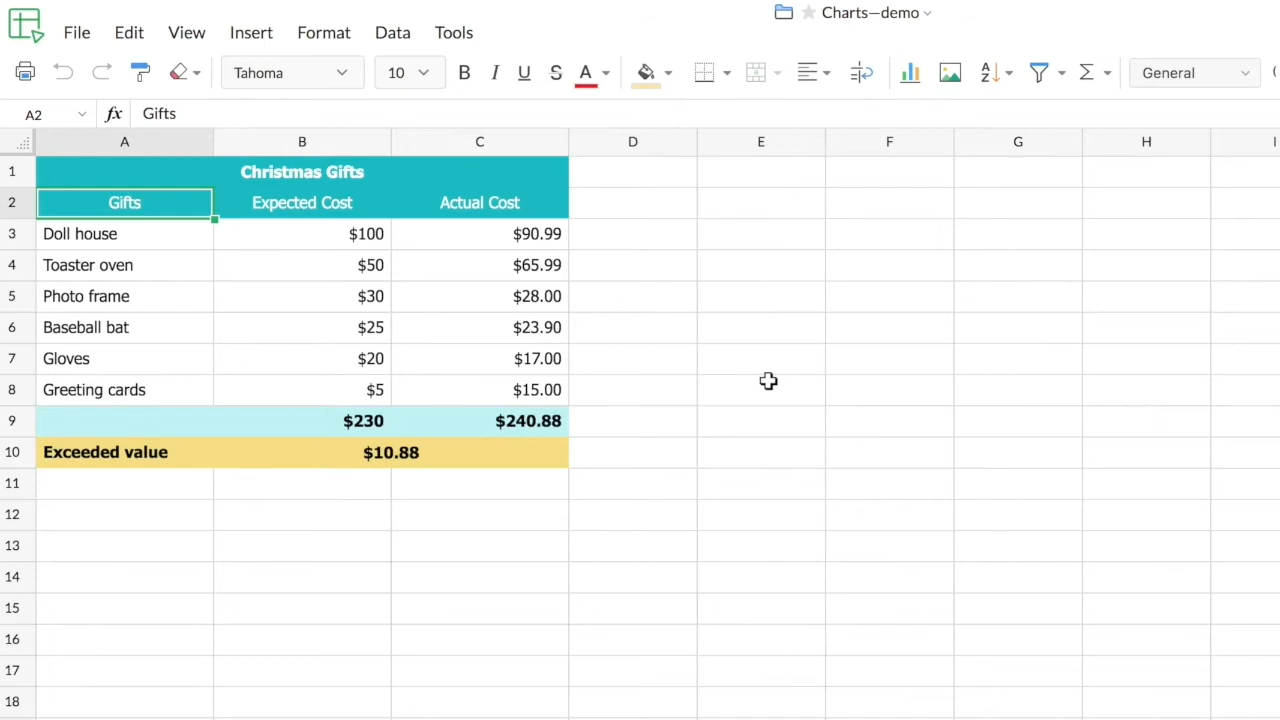 Charts—demo
File Edit View Insert Format Data Tools
Tahoma 10 B I U S A A Z Σ General
A2 fx Gifts
A B C D E F G H I
1 Christmas Gifts
2 Gifts Expected Cost Actual Cost
3 Doll house $100 $90.99
4 Toaster oven $50 $65.99
5 Photo frame $30 $28.00
6 Baseball bat $25 $23.90
7 Gloves $20 $17.00
8 Greeting cards $5 $15.00
9 $230 $240.88
10 Exceeded value $10.88
11
12
13
14
15
16
17
18